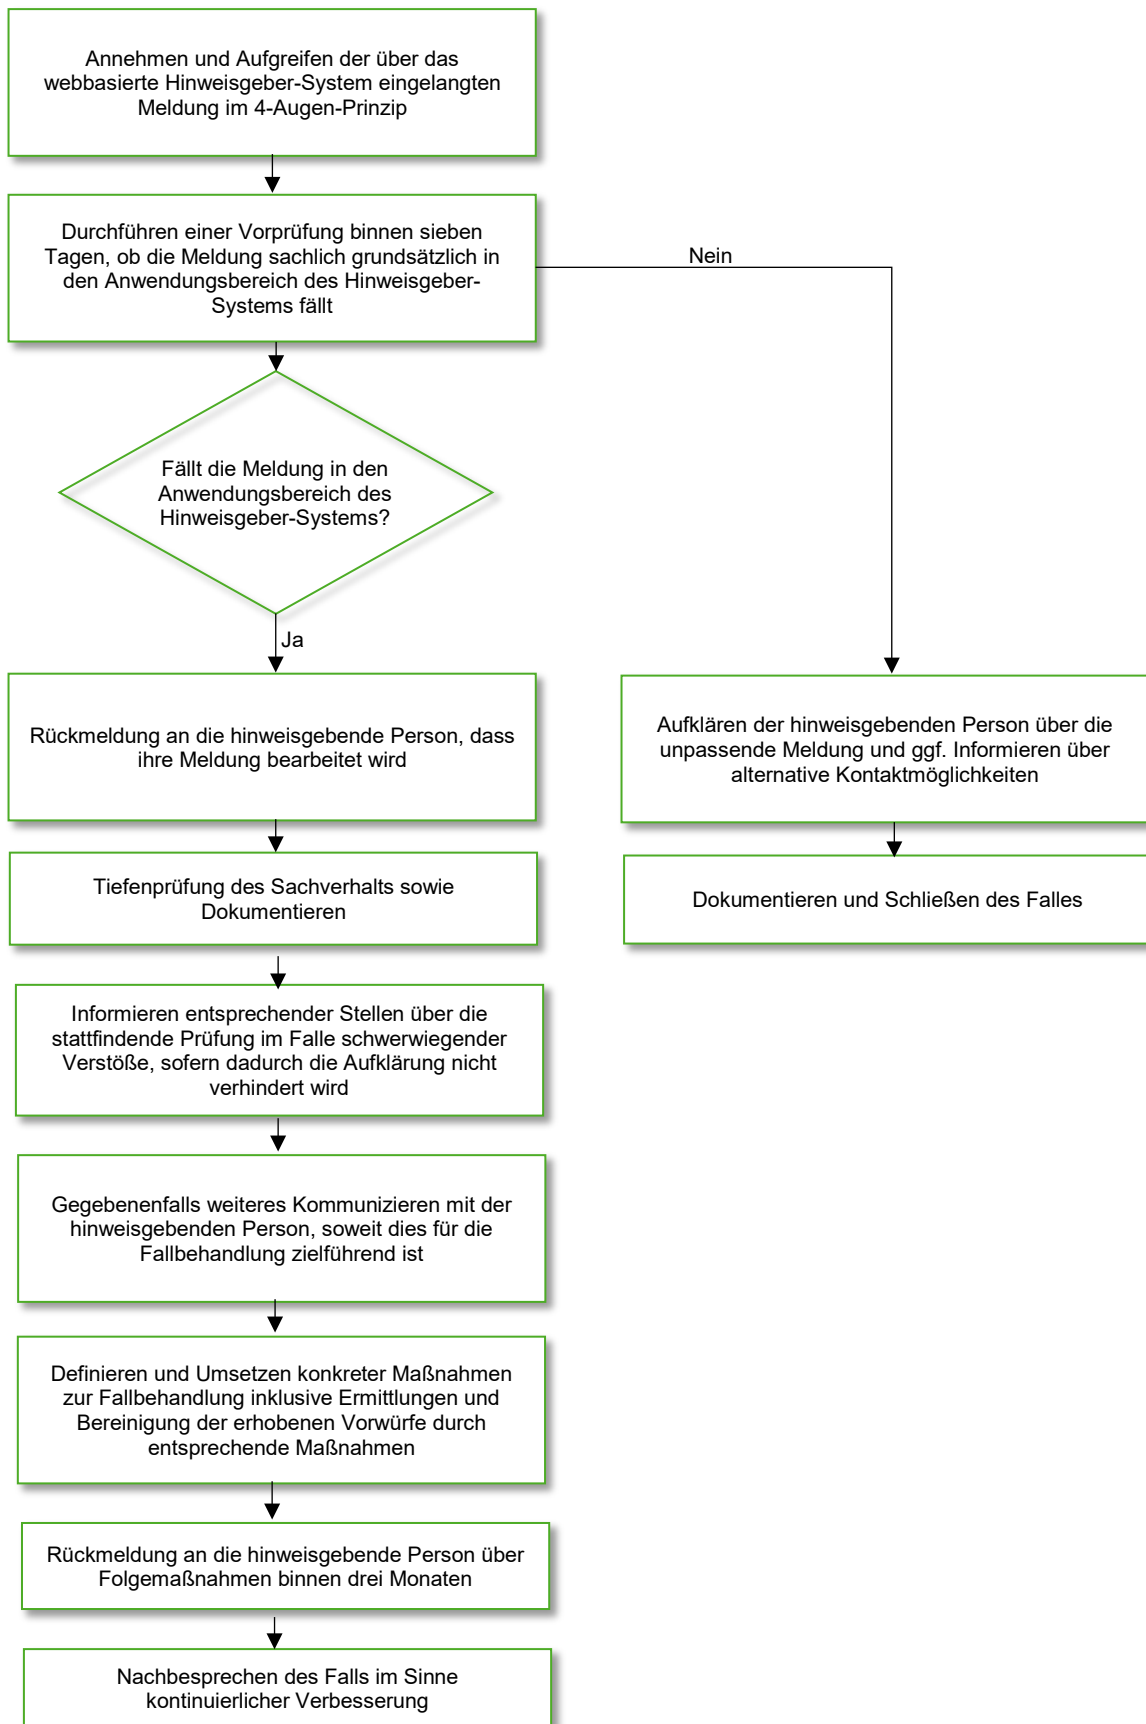 Annehmen und Aufgreifen der über das
webbasierte Hinweisgeber-System eingelangten
Meldung im 4-Augen-Prinzip
Durchführen einer Vorprüfung binnen sieben
Tagen, ob die Meldung sachlich grundsätzlich in
den Anwendungsbereich des Hinweisgeber-
Systems fällt
Nein
Fällt die Meldung in den
Anwendungsbereich des
Hinweisgeber-Systems?
Ja
Rückmeldung an die hinweisgebende Person, dass
ihre Meldung bearbeitet wird
Aufklären der hinweisgebenden Person über die
unpassende Meldung und ggf. Informieren über
alternative Kontaktmöglichkeiten
Tiefenprüfung des Sachverhalts sowie
Dokumentieren
Dokumentieren und Schließen des Falles
Informieren entsprechender Stellen über die
stattfindende Prüfung im Falle schwerwiegender
Verstöße, sofern dadurch die Aufklärung nicht
verhindert wird
Gegebenenfalls weiteres Kommunizieren mit der
hinweisgebenden Person, soweit dies für die
Fallbehandlung zielführend ist
Definieren und Umsetzen konkreter Maßnahmen
zur Fallbehandlung inklusive Ermittlungen und
Bereinigung der erhobenen Vorwürfe durch
entsprechende Maßnahmen
Rückmeldung an die hinweisgebende Person über
Folgemaßnahmen binnen drei Monaten
Nachbesprechen des Falls im Sinne
kontinuierlicher Verbesserung